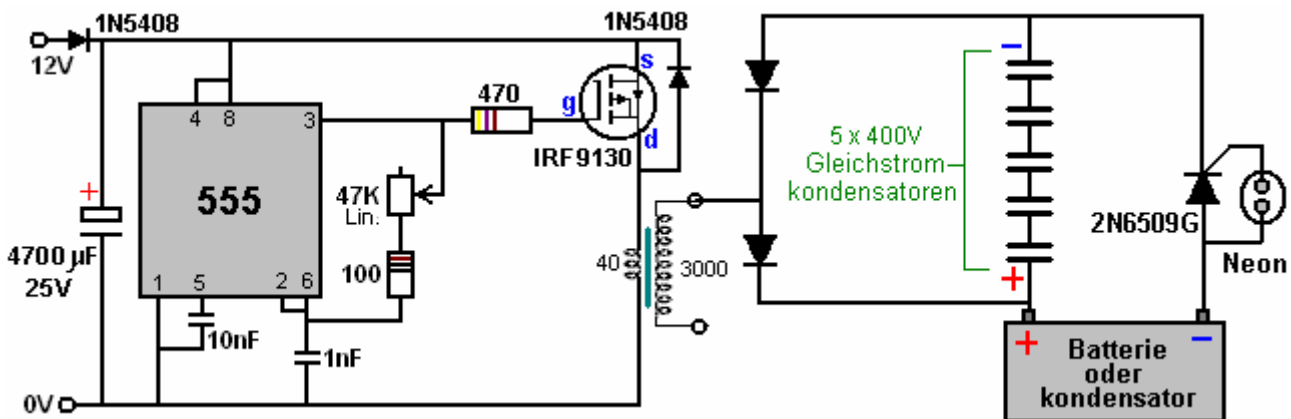 1N5408
1N5408
12V
s
470
g
4
8
3
d
IRF9130
5 x 400V
Gleichstrom
kondensatoren
−
+
555
47K
Lin.
4700 µF
25V
100
40
3000
2N6509G
Neon
1
5
2
6
10nF
1nF
+
+
−
Batterie
oder
kondensator
0V